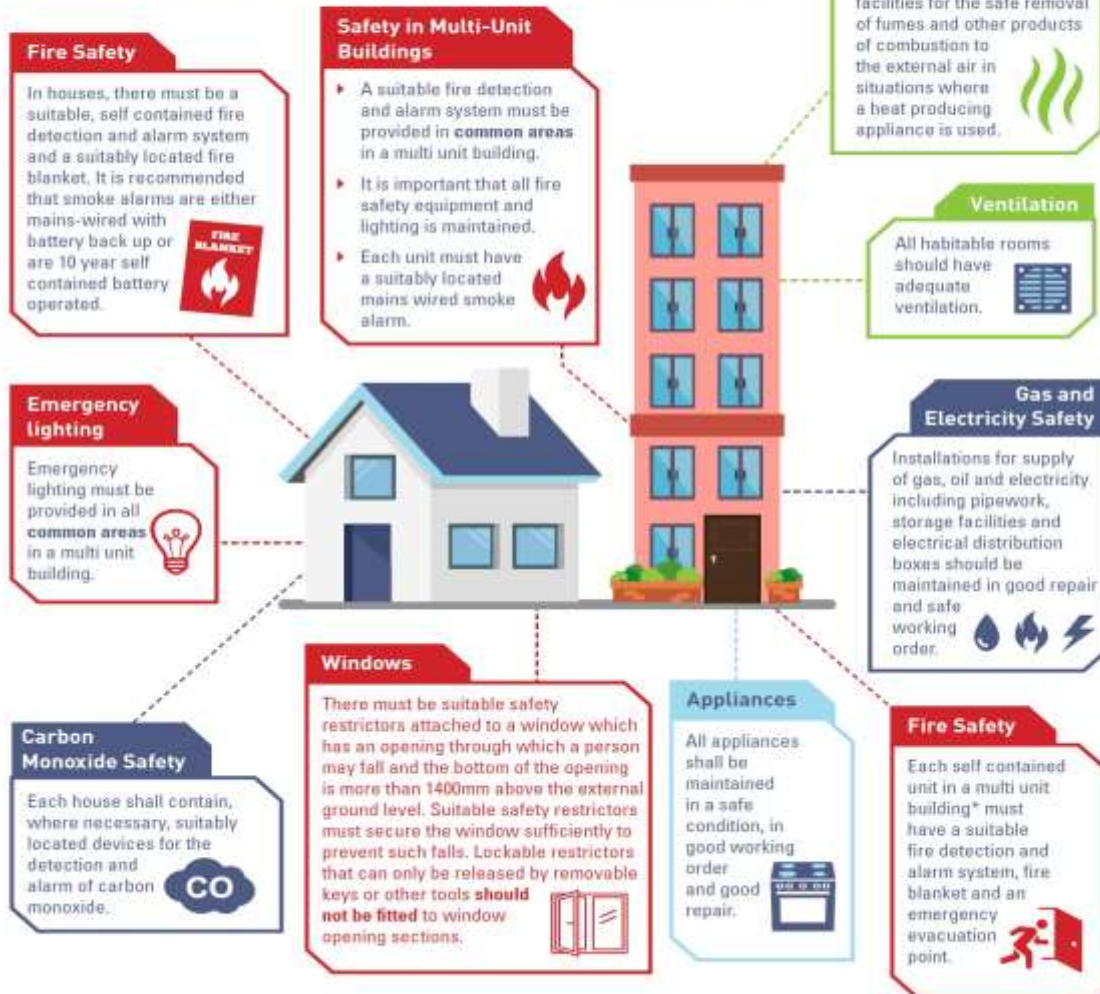 facilities for the safe removal
of fumes and other products
of combustion to
the external air in
situations where
a heat producing
appliance is used.
Fire Safety
In houses, there must be a
suitable, self contained fire
detection and alarm system
and a suitably located fire
blanket. It is recommended
that smoke alarms are either
mains-wired with
battery back up or
are 10 year self
contained battery
operated.
FIRE
BLANKET
Safety in Multi-Unit
Buildings
A suitable fire detection
and alarm system must be
provided in common areas
in a multi unit building.
It is important that all fire
safety equipment and
lighting is maintained.
Each unit must have
a suitably located
mains wired smoke
alarm.
Ventilation
All habitable rooms
should have
adequate
ventilation.
Emergency
lighting
Emergency
lighting must be
provided in all
common areas
in a multi unit
building.
Gas and
Electricity Safety
Installations for supply
of gas, oil and electricity
including pipework,
storage facilities and
electrical distribution
boxes should be
maintained in good repair
and safe
working
order.
Carbon
Monoxide Safety
Each house shall contain,
where necessary, suitably
located devices for the
detection and
alarm of carbon
monoxide.
CO
Windows
There must be suitable safety
restrictors attached to a window which
has an opening through which a person
may fall and the bottom of the opening
is more than 1400mm above the external
ground level. Suitable safety restrictors
must secure the window sufficiently to
prevent such falls. Lockable restrictors
that can only be released by removable
keys or other tools should
not be fitted to window
opening sections.
Appliances
All appliances
shall be
maintained
in a safe
condition, in
good working
order
and good
repair.
Fire Safety
Each self contained
unit in a multi unit
building* must
have a suitable
fire detection and
alarm system, fire
blanket and an
emergency
evacuation
point.